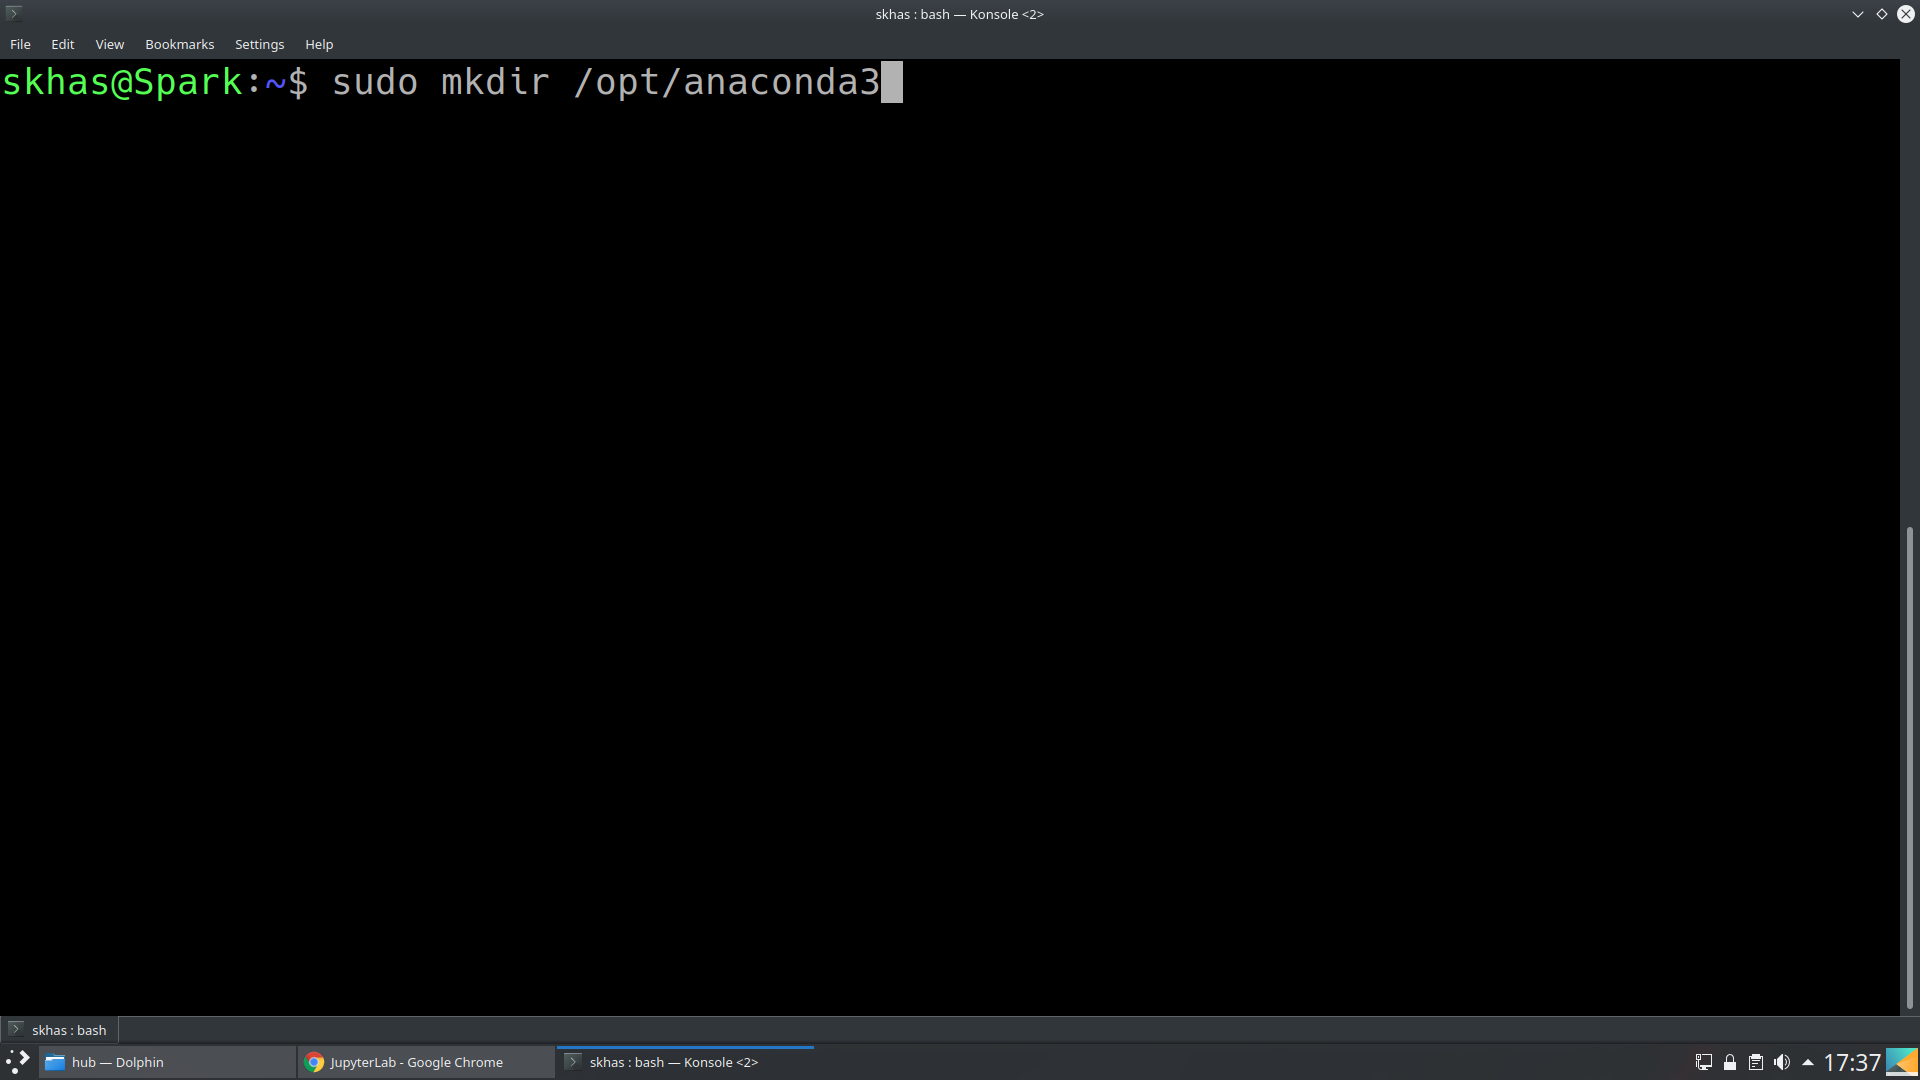 skhas : bash — Konsole <2>
File Edit View Bookmarks Settings Help
skhas@Spark:~$ sudo mkdir /opt/anaconda3
skhas : bash
hub — Dolphin
JupyterLab - Google Chrome
skhas : bash — Konsole <2>
17:37